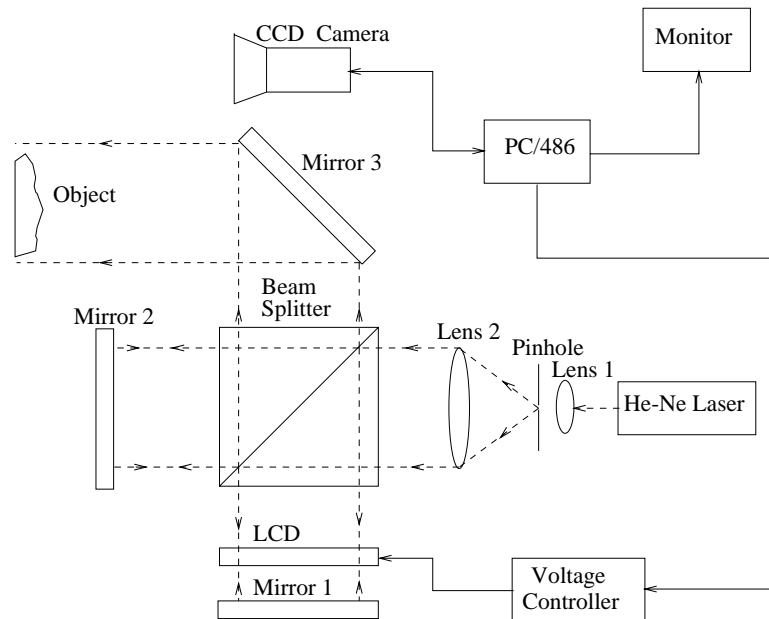 CCD Camera
Monitor
PC/486
Mirror 3
Object
Beam
Splitter
Mirror 2
Lens 2
Pinhole
Lens 1
He-Ne Laser
LCD
Mirror 1
Voltage
Controller